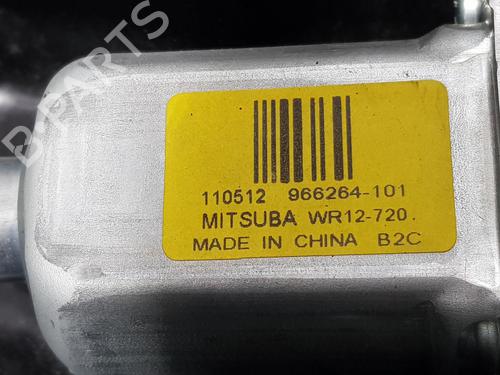 B-PARTS
110512 966264-101
MITSUBA WR12-720.
MADE IN CHINA B2C